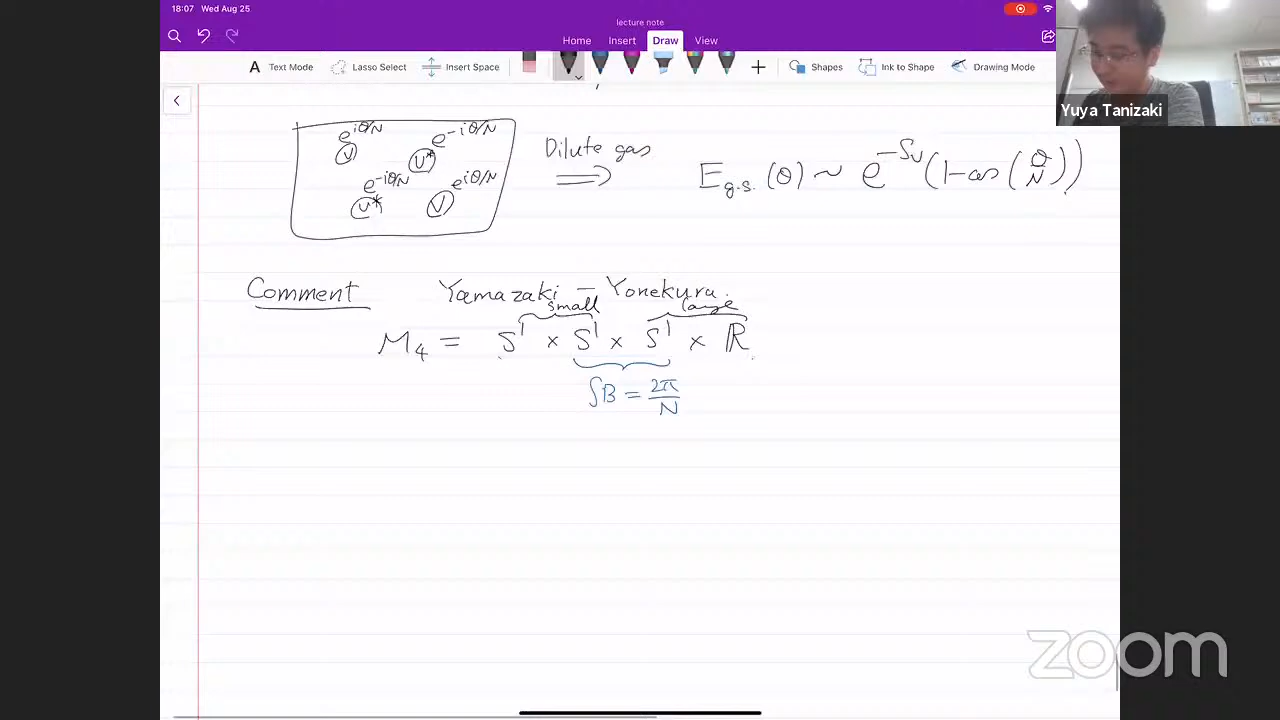 18:07 Wed Aug 25
lecture note
Home Insert Draw View
Text Mode Lasso Select Insert Space Shapes Ink to Shape Drawing Mode
Yuya Tanizaki
e^{iθ/N} e^{-iθ/N}
V V*
e^{-iθ/N} e^{iθ/N}
V* V
Dilute gas
⟹ E_{g.s.}(θ) ~ e^{-S_V}(1-cos(θ/N))
Comment Yamazaki - Yonekura.
small large
M_4 = S^1 × S^1 × S^1 × ℝ
∫B = 2π/N
zoom